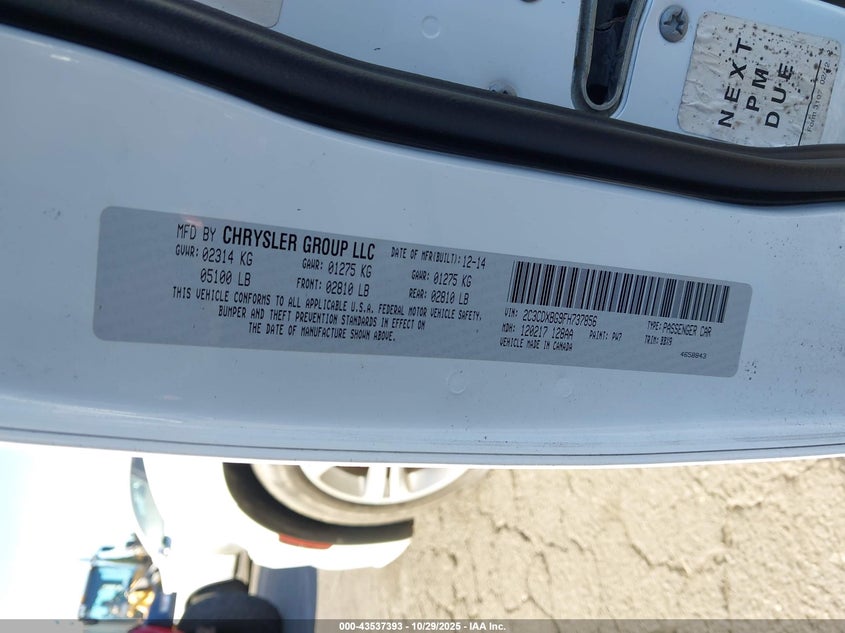 NEXT
PM
DUE
MFD BY CHRYSLER GROUP LLC DATE OF MFR(BUILT): 12-14
GVWR: 02314 KG GAWR: 01275 KG GAWR: 01275 KG
05100 LB FRONT: 02810 LB REAR: 02810 LB
THIS VEHICLE CONFORMS TO ALL APPLICABLE U.S.A. FEDERAL MOTOR VEHICLE SAFETY,
BUMPER AND THEFT PREVENTION STANDARDS IN EFFECT ON
THE DATE OF MANUFACTURE SHOWN ABOVE.
VIN: 2C3CDXBG9FH737856 TYPE: PASSENGER CAR
MDH: 120217 128AA PAINT: PW7 TRIM: BBX9
VEHICLE MADE IN CANADA 4658843
000-43537393 | 10/29/2025 - IAA Inc.